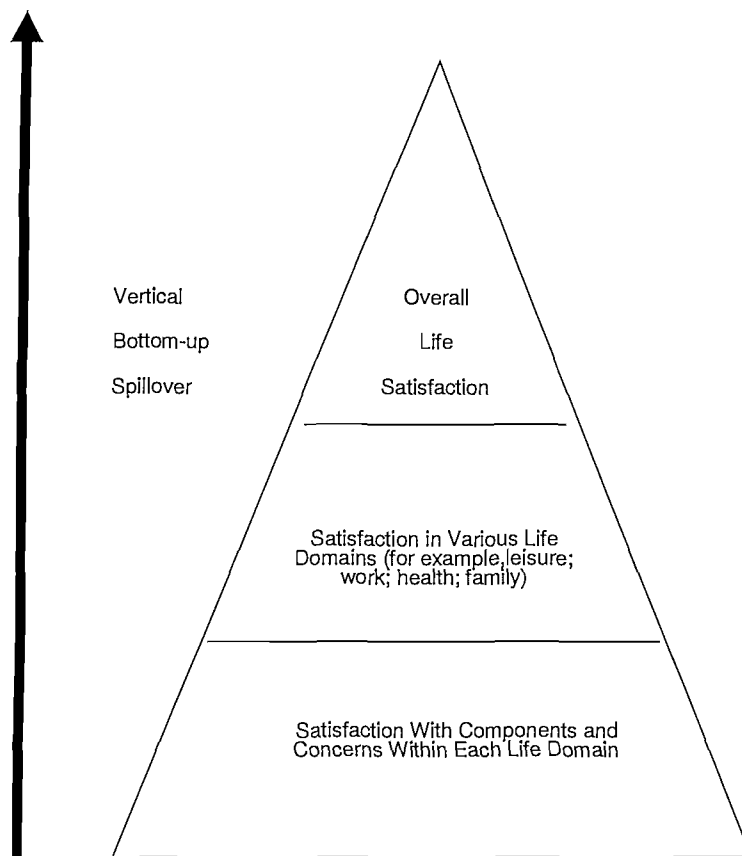 Vertical
Bottom-up
Spillover
Overall
Life
Satisfaction
Satisfaction in Various Life
Domains (for example,leisure;
work; health; family)
Satisfaction With Components and
Concerns Within Each Life Domain